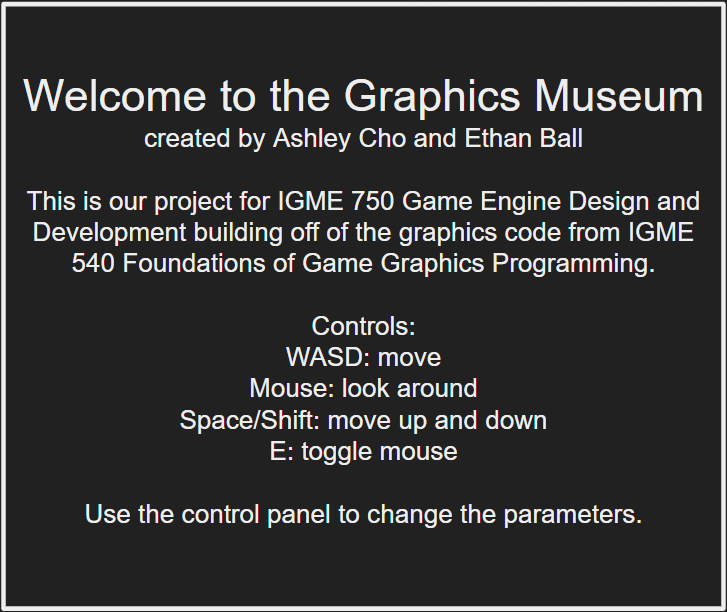 Welcome to the Graphics Museum
created by Ashley Cho and Ethan Ball
This is our project for IGME 750 Game Engine Design and
Development building off of the graphics code from IGME
540 Foundations of Game Graphics Programming.
Controls:
WASD: move
Mouse: look around
Space/Shift: move up and down
E: toggle mouse
Use the control panel to change the parameters.